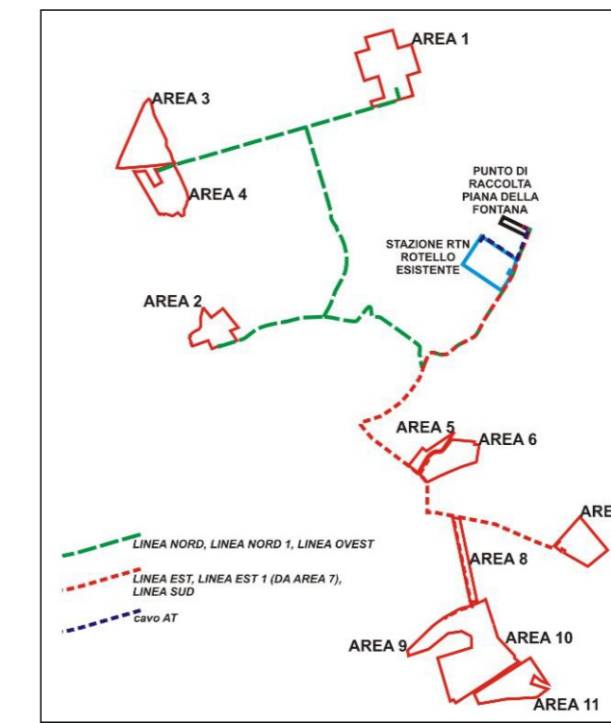 AREA 1
AREA 3
AREA 4
PUNTO DI
RACCOLTA
PIANA DELLA
FONTANA
STAZIONE RTN
ROTELLO
ESISTENTE
AREA 2
AREA 5
AREA 6
ARE
AREA 8
LINEA NORD, LINEA NORD 1, LINEA OVEST
LINEA EST, LINEA EST 1 (DA AREA 7),
LINEA SUD
cavo AT
AREA 9
AREA 10
AREA 11